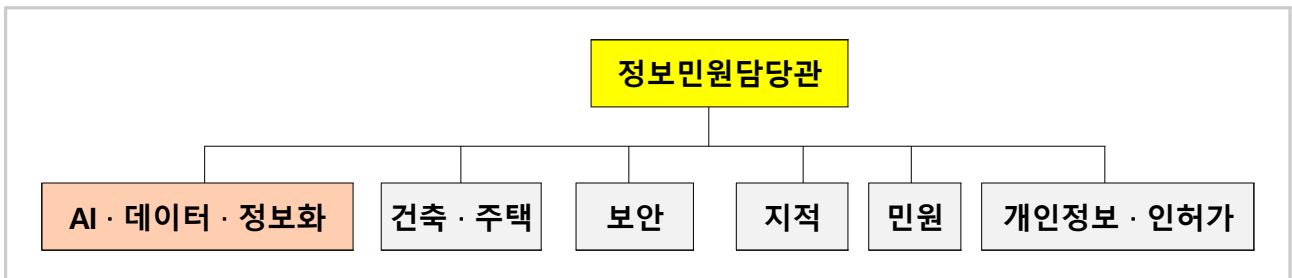 정보민원담당관
AI · 데이터 · 정보화
건축 · 주택
보안
지적
민원
개인정보 · 인허가